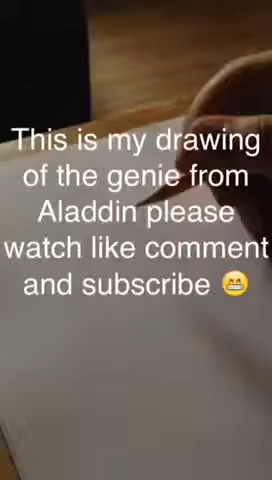 This is my drawing
of the genie from
Aladdin please
watch like comment
and subscribe 😁